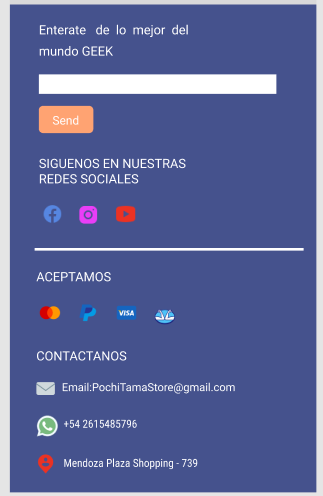 Enterate de lo mejor del
mundo GEEK
Send
SIGUENOS EN NUESTRAS
REDES SOCIALES
ACEPTAMOS
VISA
CONTACTANOS
Email:PochiTamaStore@gmail.com
+54 2615485796
Mendoza Plaza Shopping - 739